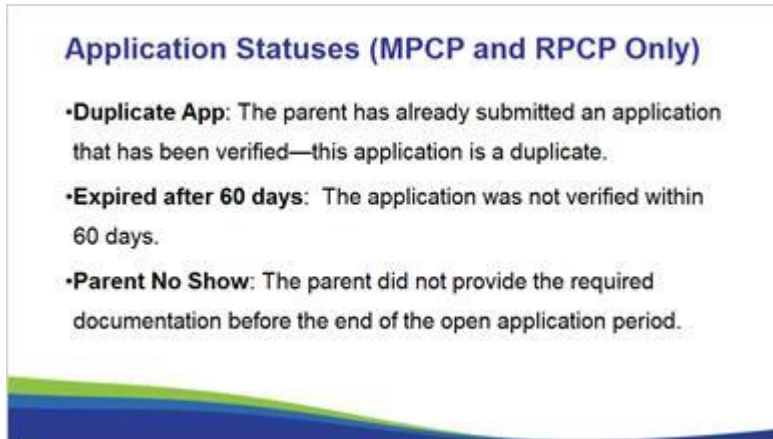 Application Statuses (MPCP and RPCP Only)
•Duplicate App: The parent has already submitted an application
that has been verified—this application is a duplicate.
•Expired after 60 days:  The application was not verified within
60 days.
•Parent No Show: The parent did not provide the required
documentation before the end of the open application period.